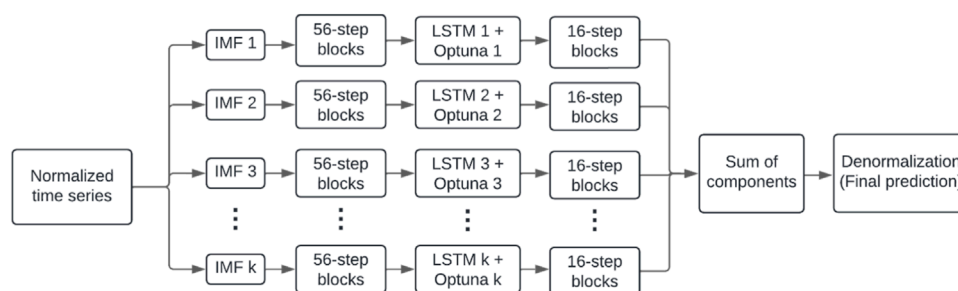 IMF 1
56-step
blocks
LSTM 1 +
Optuna 1
16-step
blocks
IMF 2
56-step
blocks
LSTM 2 +
Optuna 2
16-step
blocks
Normalized
time series
IMF 3
56-step
blocks
LSTM 3 +
Optuna 3
16-step
blocks
Sum of
components
Denormalization
(Final prediction)
IMF k
56-step
blocks
LSTM k +
Optuna k
16-step
blocks